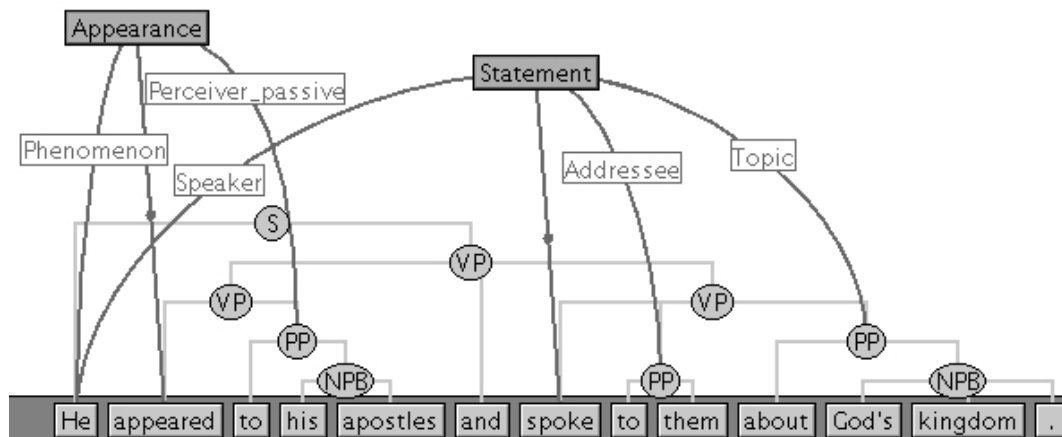 Appearance
Statement
Perceiver_passive
Phenomenon
Speaker
Addressee
Topic
S
VP
VP
VP
PP
PP
NPB
PP
NPB
He appeared to his apostles and spoke to them about God's kingdom .